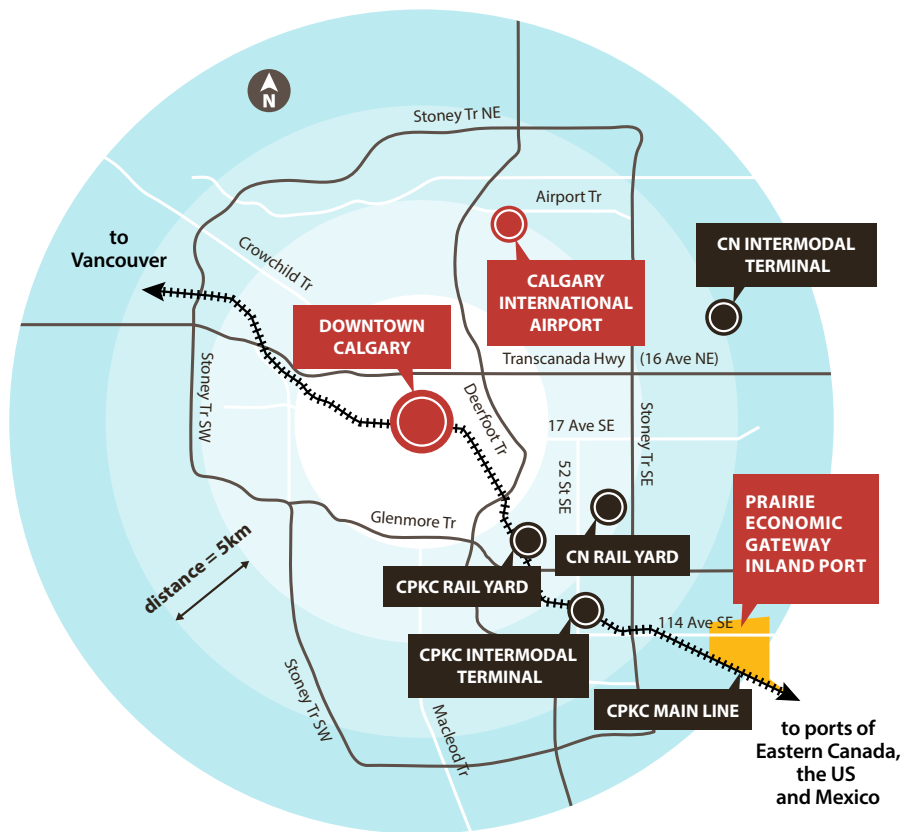 N
Stoney Tr NE
Airport Tr
to
Vancouver
Crowchild Tr
CN INTERMODAL
TERMINAL
CALGARY
INTERNATIONAL
AIRPORT
DOWNTOWN
CALGARY
Transcanada Hwy
(16 Ave NE)
Stoney Tr SW
Deerfoot Tr
17 Ave SE
Stoney Tr SE
52 St SE
PRAIRIE
ECONOMIC
GATEWAY
INLAND PORT
Glenmore Tr
CN RAIL YARD
CPKC RAIL YARD
distance = 5km
114 Ave SE
CPKC INTERMODAL
TERMINAL
Stoney Tr SW
Macleod Tr
CPKC MAIN LINE
to ports of
Eastern Canada,
the US
and Mexico